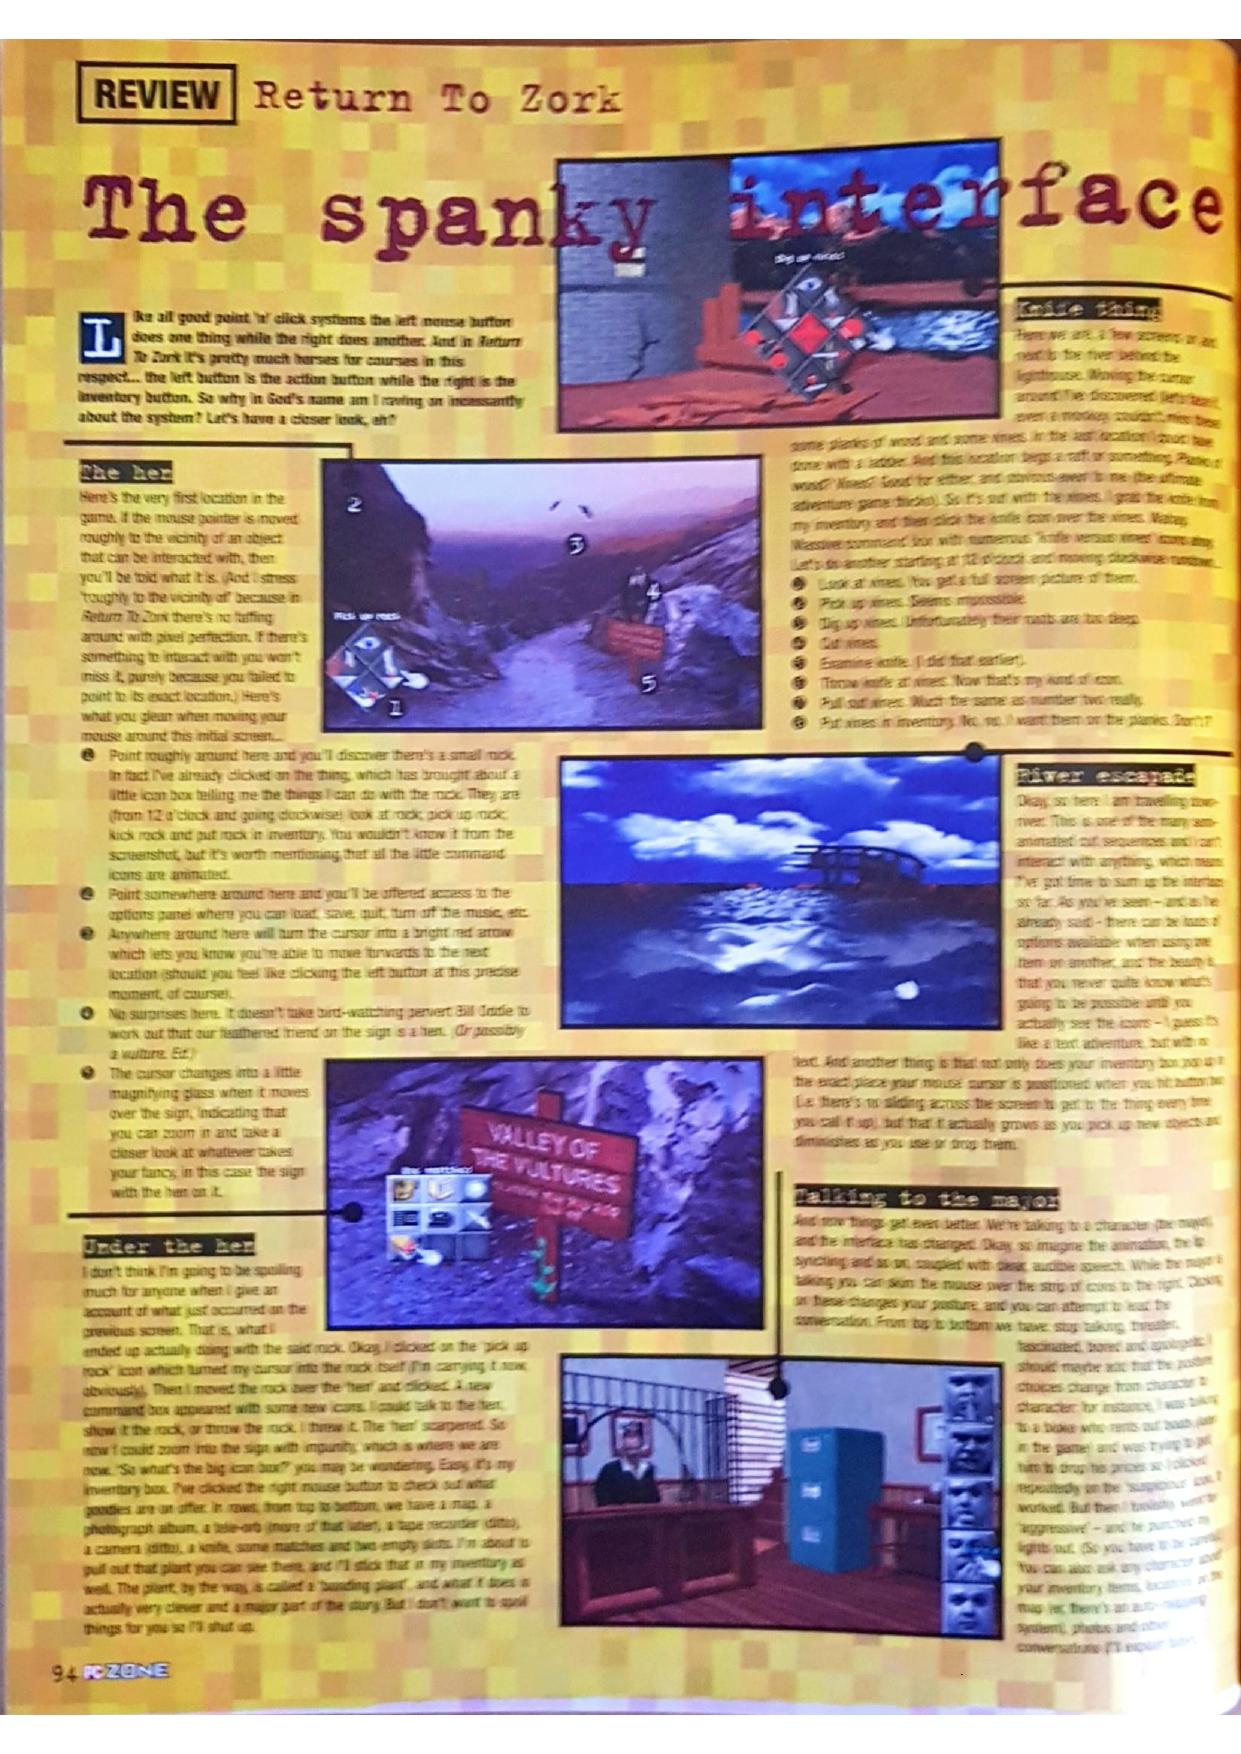 REVIEW Return To Zork
The spanky interface
Like all good point 'n' click systems the left mouse button
does one thing while the right does another. And in Return
To Zork it's pretty much horses for courses in this
respect... the left button is the action button while the right is the
inventory button. So why in God's name am I raving on incessantly
about the system? Let's have a closer look, eh?
The hen
Here's the very first location in the
game. If the mouse pointer is moved
roughly to the vicinity of an object
that can be interacted with, then
you'll be told what it is. (And I stress
'roughly to the vicinity of' because in
Return To Zork there's no faffing
around with pixel perfection. If there's
something to interact with you won't
miss it, purely because you failed to
point to its exact location.) Here's
what you glean when moving your
mouse around this initial screen...
1 Point roughly around here and you'll discover there's a small rock.
In fact I've already clicked on the thing, which has brought about a
little icon box telling me the things I can do with the rock. They are
(from 12 o'clock and going clockwise) look at rock; pick up rock;
kick rock and put rock in inventory. You wouldn't know it from the
screenshot, but it's worth mentioning that all the little command
icons are animated.
2 Point somewhere around here and you'll be offered access to the
options panel where you can load, save, quit, turn off the music, etc.
3 Anywhere around here will turn the cursor into a bright red arrow
which lets you know you're able to move forwards to the next
location (should you feel like clicking the left button at this precise
moment, of course).
4 No surprises here. It doesn't take bird-watching pervert Bill Oddie to
work out that our feathered friend on the sign is a hen. (Or possibly
a vulture. Ed.)
5 The cursor changes into a little
magnifying glass when it moves
over the sign, indicating that
you can zoom in and take a
closer look at whatever takes
your fancy, in this case the sign
with the hen on it.
Under the hen
I don't think I'm going to be spoiling
much for anyone when I give an
account of what just occurred on the
previous screen. That is, what I
ended up actually doing with the said rock. Okay, I clicked on the 'pick up
rock' icon which turned my cursor into the rock itself (I'm carrying it now,
obviously). Then I moved the rock over the 'hen' and clicked. A new
command box appeared with some new icons. I could talk to the hen,
show it the rock, or throw the rock. I threw it. The 'hen' scarpered. So
now I could zoom into the sign with impunity, which is where we are
now. 'So what's the big icon box?' you may be wondering. Easy, it's my
inventory box. I've clicked the right mouse button to check out what
goodies are on offer. In rows, from top to bottom, we have a map, a
photograph album, a tele-orb (more of that later), a tape recorder (ditto),
a camera (ditto), a knife, some matches and two empty slots. I'm about to
pull out that plant you can see there, and I'll stick that in my inventory as
well. The plant, by the way, is called a 'bonding plant', and what it does is
actually very clever and a major part of the story. But I don't want to spoil
things for you so I'll shut up.
Pick up rock
1
2
3
4
5
VALLEY OF
THE VULTURES
Knife thing
Here we are, a few screens on and
next to the river behind the
lighthouse. Moving the cursor
around I've discovered (let's face it,
even a monkey couldn't miss these)
some planks of wood and some vines. In the last location I could have
done with a ladder. And this location begs a raft or something. Planks of
wood? Vines? Good for either, and obvious even to me (the ultimate
adventure game thicko). So it's out with the vines. I grab the knife from
my inventory and then click the knife icon over the vines.
Massive command box with numerous 'knife versus vines' icons
Let's do another starting at 12 o'clock and moving clockwise rundown...
1 Look at vines. You get a full screen picture of them.
2 Pick up vines. Seems impossible.
3 Dig up vines. Unfortunately their roots are too deep.
4 Cut vines.
5 Examine knife. (I did that earlier).
6 Throw knife at vines. Now that's my kind of icon.
7 Pull out vines. Much the same as number two really.
8 Put vines in inventory. No, no. I want them on the planks. Don't I?
River escapade
Okay, so here I am travelling down
river. This is one of the many
animated cut sequences and I can't
interact with anything, which means
I've got time to sum up the interface
so far. As you've seen – and as I've
already said – there can be loads of
options available when using one
item on another, and the beauty is
that you never quite know what's
going to be possible until you
actually see the icons – I guess it's
like a text adventure, but with no
text. And another thing is that not only does your inventory box pop up in
the exact place your mouse cursor is positioned when you hit button two
(i.e. there's no sliding across the screen to get to the thing every time
you call it up), but that it actually grows as you pick up new objects and
diminishes as you use or drop them.
Talking to the mayor
And now things get even better. We're talking to a character (the mayor)
and the interface has changed. Okay, so imagine the animation, the lip
synching and so on, coupled with clear, audible speech. While the mayor's
talking you can skim the mouse over the strip of icons to the right. Clicking
on these changes your posture, and you can attempt to lead the
conversation. From top to bottom we have: stop talking, threaten,
fascinated, bored and apologetic. I
should maybe add that the posture
choices change from character to
character: for instance, I was talking
to a bloke who rents out boats (later
in the game) and was trying to get
him to drop his prices so I clicked
repeatedly on the 'suspicious' icon. It
worked. But then I foolishly went for
'aggressive' – and he punched my
lights out. (So you have to be careful.)
You can also ask any character about
your inventory items, locations on the
map (er, there's an auto-mapping
system), photos and other
conversations (I'll explain later).
94 PC ZONE